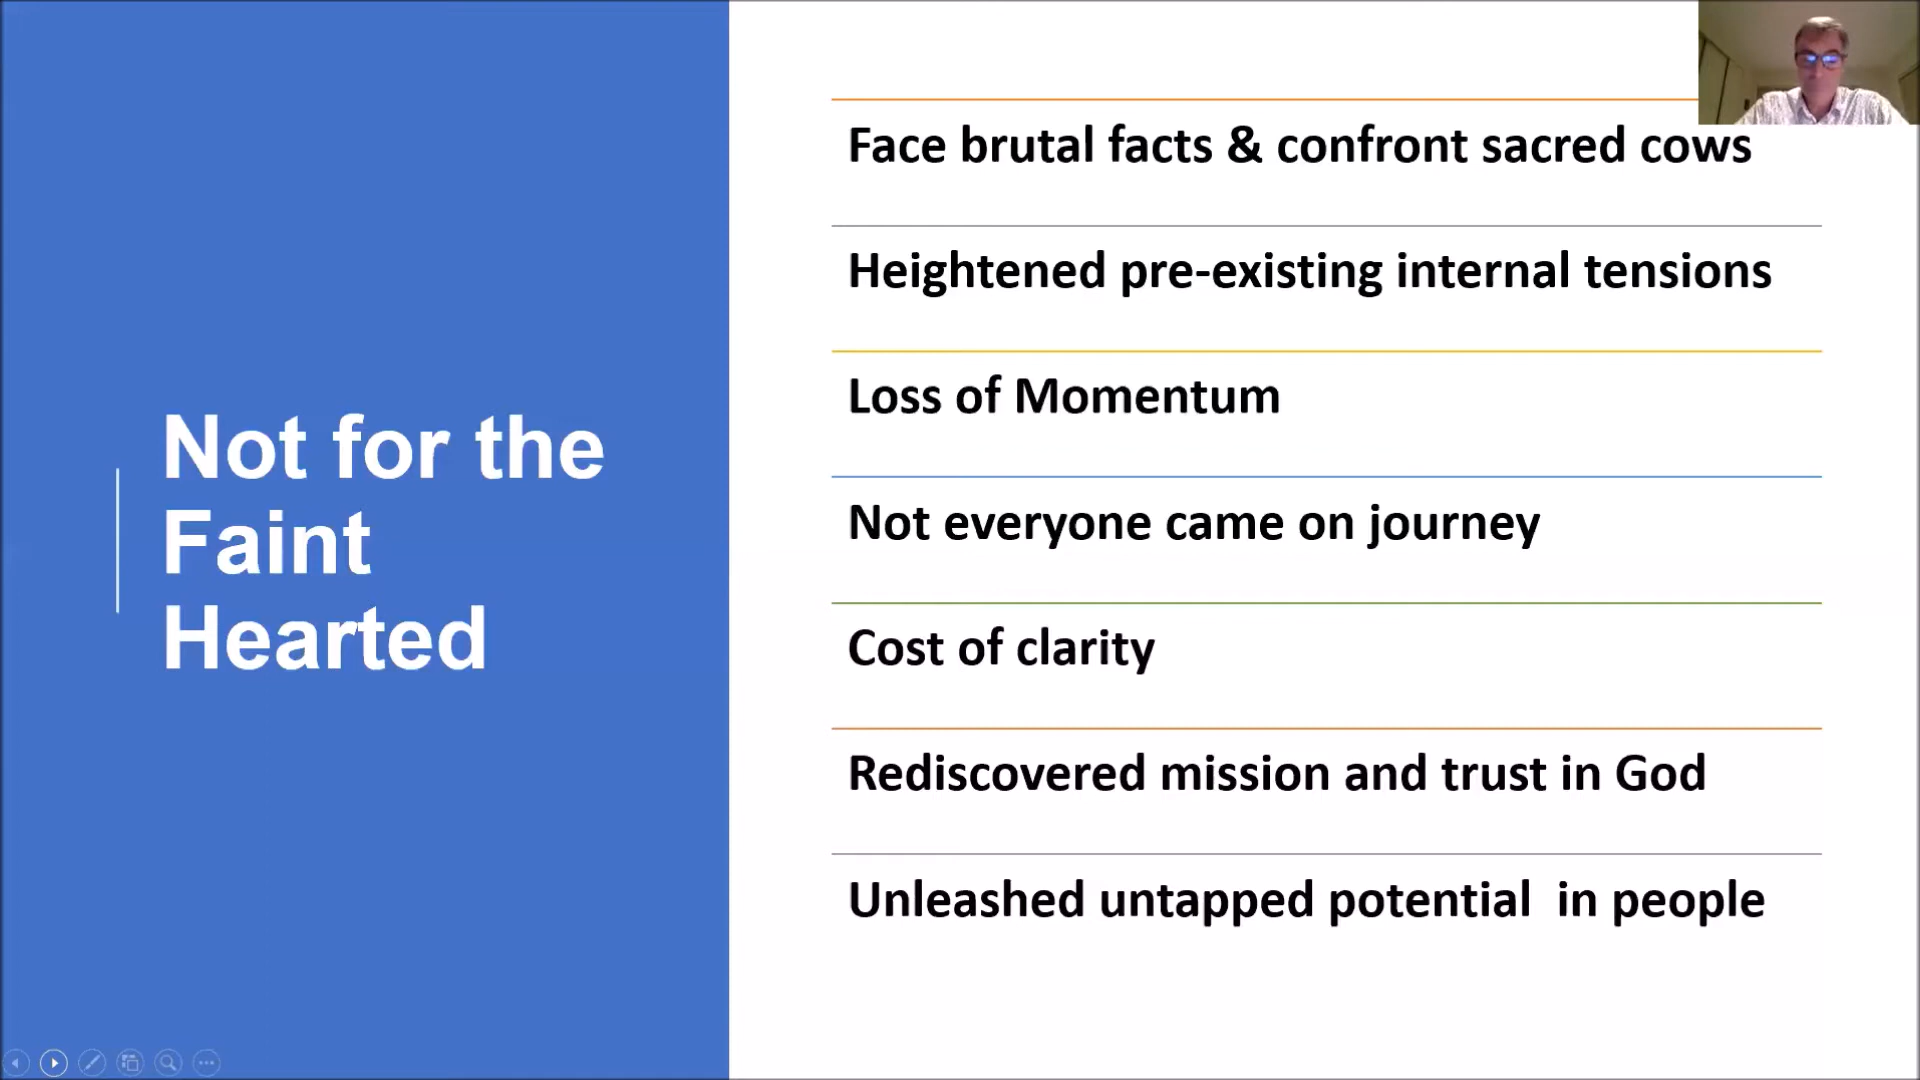 Not for the
Faint
Hearted
Face brutal facts & confront sacred cows
Heightened pre-existing internal tensions
Loss of Momentum
Not everyone came on journey
Cost of clarity
Rediscovered mission and trust in God
Unleashed untapped potential  in people